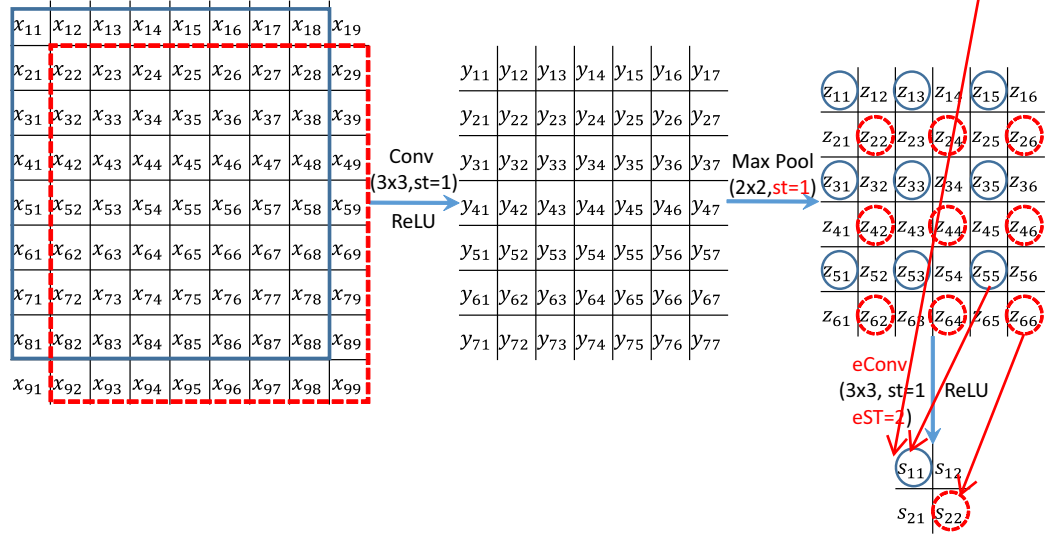 x₁₁ x₁₂ x₁₃ x₁₄ x₁₅ x₁₆ x₁₇ x₁₈ x₁₉
x₂₁ x₂₂ x₂₃ x₂₄ x₂₅ x₂₆ x₂₇ x₂₈ x₂₉
x₃₁ x₃₂ x₃₃ x₃₄ x₃₅ x₃₆ x₃₇ x₃₈ x₃₉
x₄₁ x₄₂ x₄₃ x₄₄ x₄₅ x₄₆ x₄₇ x₄₈ x₄₉
x₅₁ x₅₂ x₅₃ x₅₄ x₅₅ x₅₆ x₅₇ x₅₈ x₅₉
x₆₁ x₆₂ x₆₃ x₆₄ x₆₅ x₆₆ x₆₇ x₆₈ x₆₉
x₇₁ x₇₂ x₇₃ x₇₄ x₇₅ x₇₆ x₇₇ x₇₈ x₇₉
x₈₁ x₈₂ x₈₃ x₈₄ x₈₅ x₈₆ x₈₇ x₈₈ x₈₉
x₉₁ x₉₂ x₉₃ x₉₄ x₉₅ x₉₆ x₉₇ x₉₈ x₉₉
Conv
(3x3,st=1)
ReLU
y₁₁ y₁₂ y₁₃ y₁₄ y₁₅ y₁₆ y₁₇
y₂₁ y₂₂ y₂₃ y₂₄ y₂₅ y₂₆ y₂₇
y₃₁ y₃₂ y₃₃ y₃₄ y₃₅ y₃₆ y₃₇
y₄₁ y₄₂ y₄₃ y₄₄ y₄₅ y₄₆ y₄₇
y₅₁ y₅₂ y₅₃ y₅₄ y₅₅ y₅₆ y₅₇
y₆₁ y₆₂ y₆₃ y₆₄ y₆₅ y₆₆ y₆₇
y₇₁ y₇₂ y₇₃ y₇₄ y₇₅ y₇₆ y₇₇
Max Pool
(2x2,st=1)
z₁₁ z₁₂ z₁₃ z₁₄ z₁₅ z₁₆
z₂₁ z₂₂ z₂₃ z₂₄ z₂₅ z₂₆
z₃₁ z₃₂ z₃₃ z₃₄ z₃₅ z₃₆
z₄₁ z₄₂ z₄₃ z₄₄ z₄₅ z₄₆
z₅₁ z₅₂ z₅₃ z₅₄ z₅₅ z₅₆
z₆₁ z₆₂ z₆₃ z₆₄ z₆₅ z₆₆
eConv
(3x3, st=1
eST=2)
ReLU
s₁₁ s₁₂
s₂₁ s₂₂